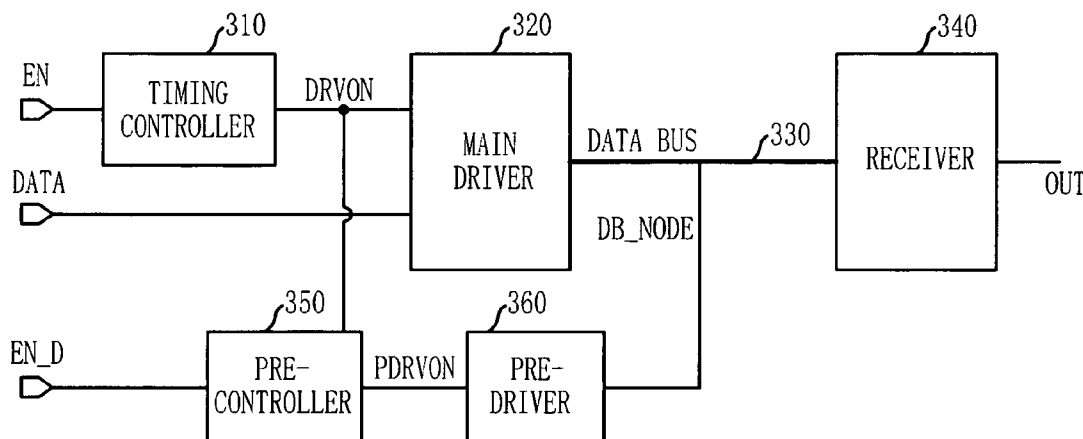 310
320
340
EN
TIMING
CONTROLLER
DRVON
MAIN
DRIVER
DATA BUS
330
RECEIVER
OUT
DATA
DB_NODE
350
360
EN_D
PRE-
CONTROLLER
PDRVON
PRE-
DRIVER